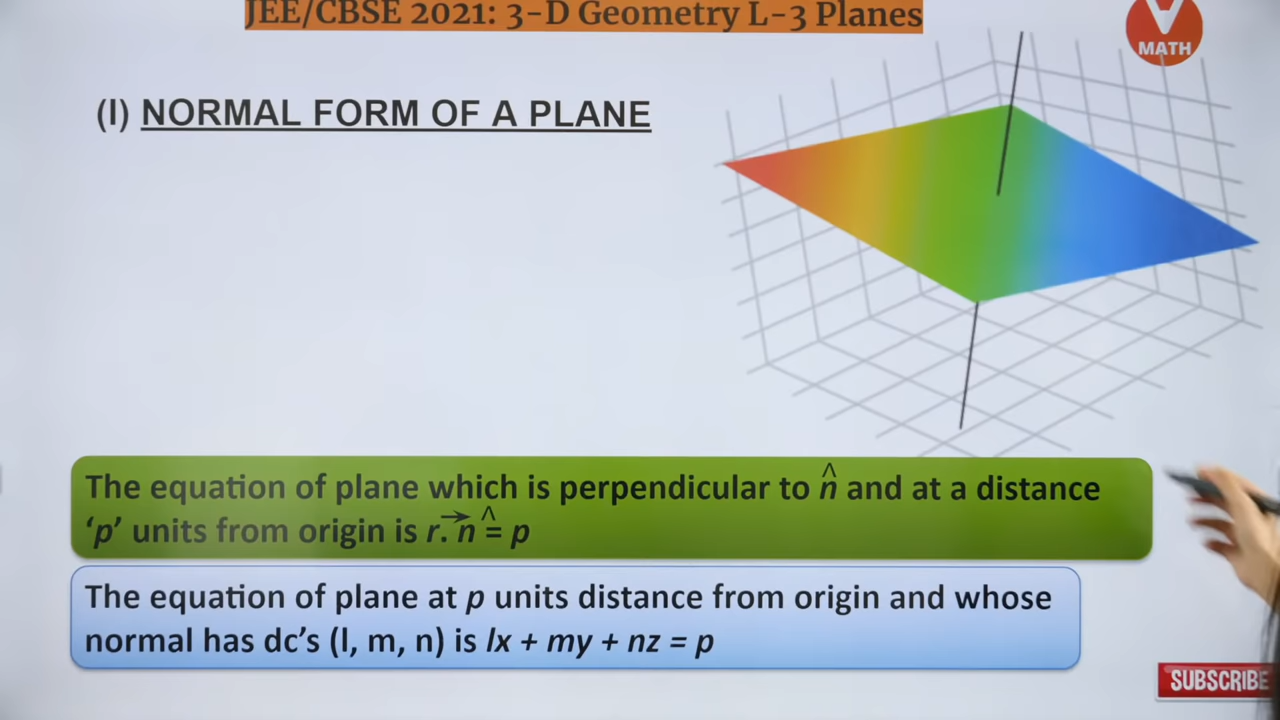 JEE/CBSE 2021: 3-D Geometry L-3 Planes
V
MATH
(I) NORMAL FORM OF A PLANE
The equation of plane which is perpendicular to n̂ and at a distance
‘p’ units from origin is r⃗. n̂ = p
The equation of plane at p units distance from origin and whose
normal has dc’s (l, m, n) is lx + my + nz = p
SUBSCRIBE